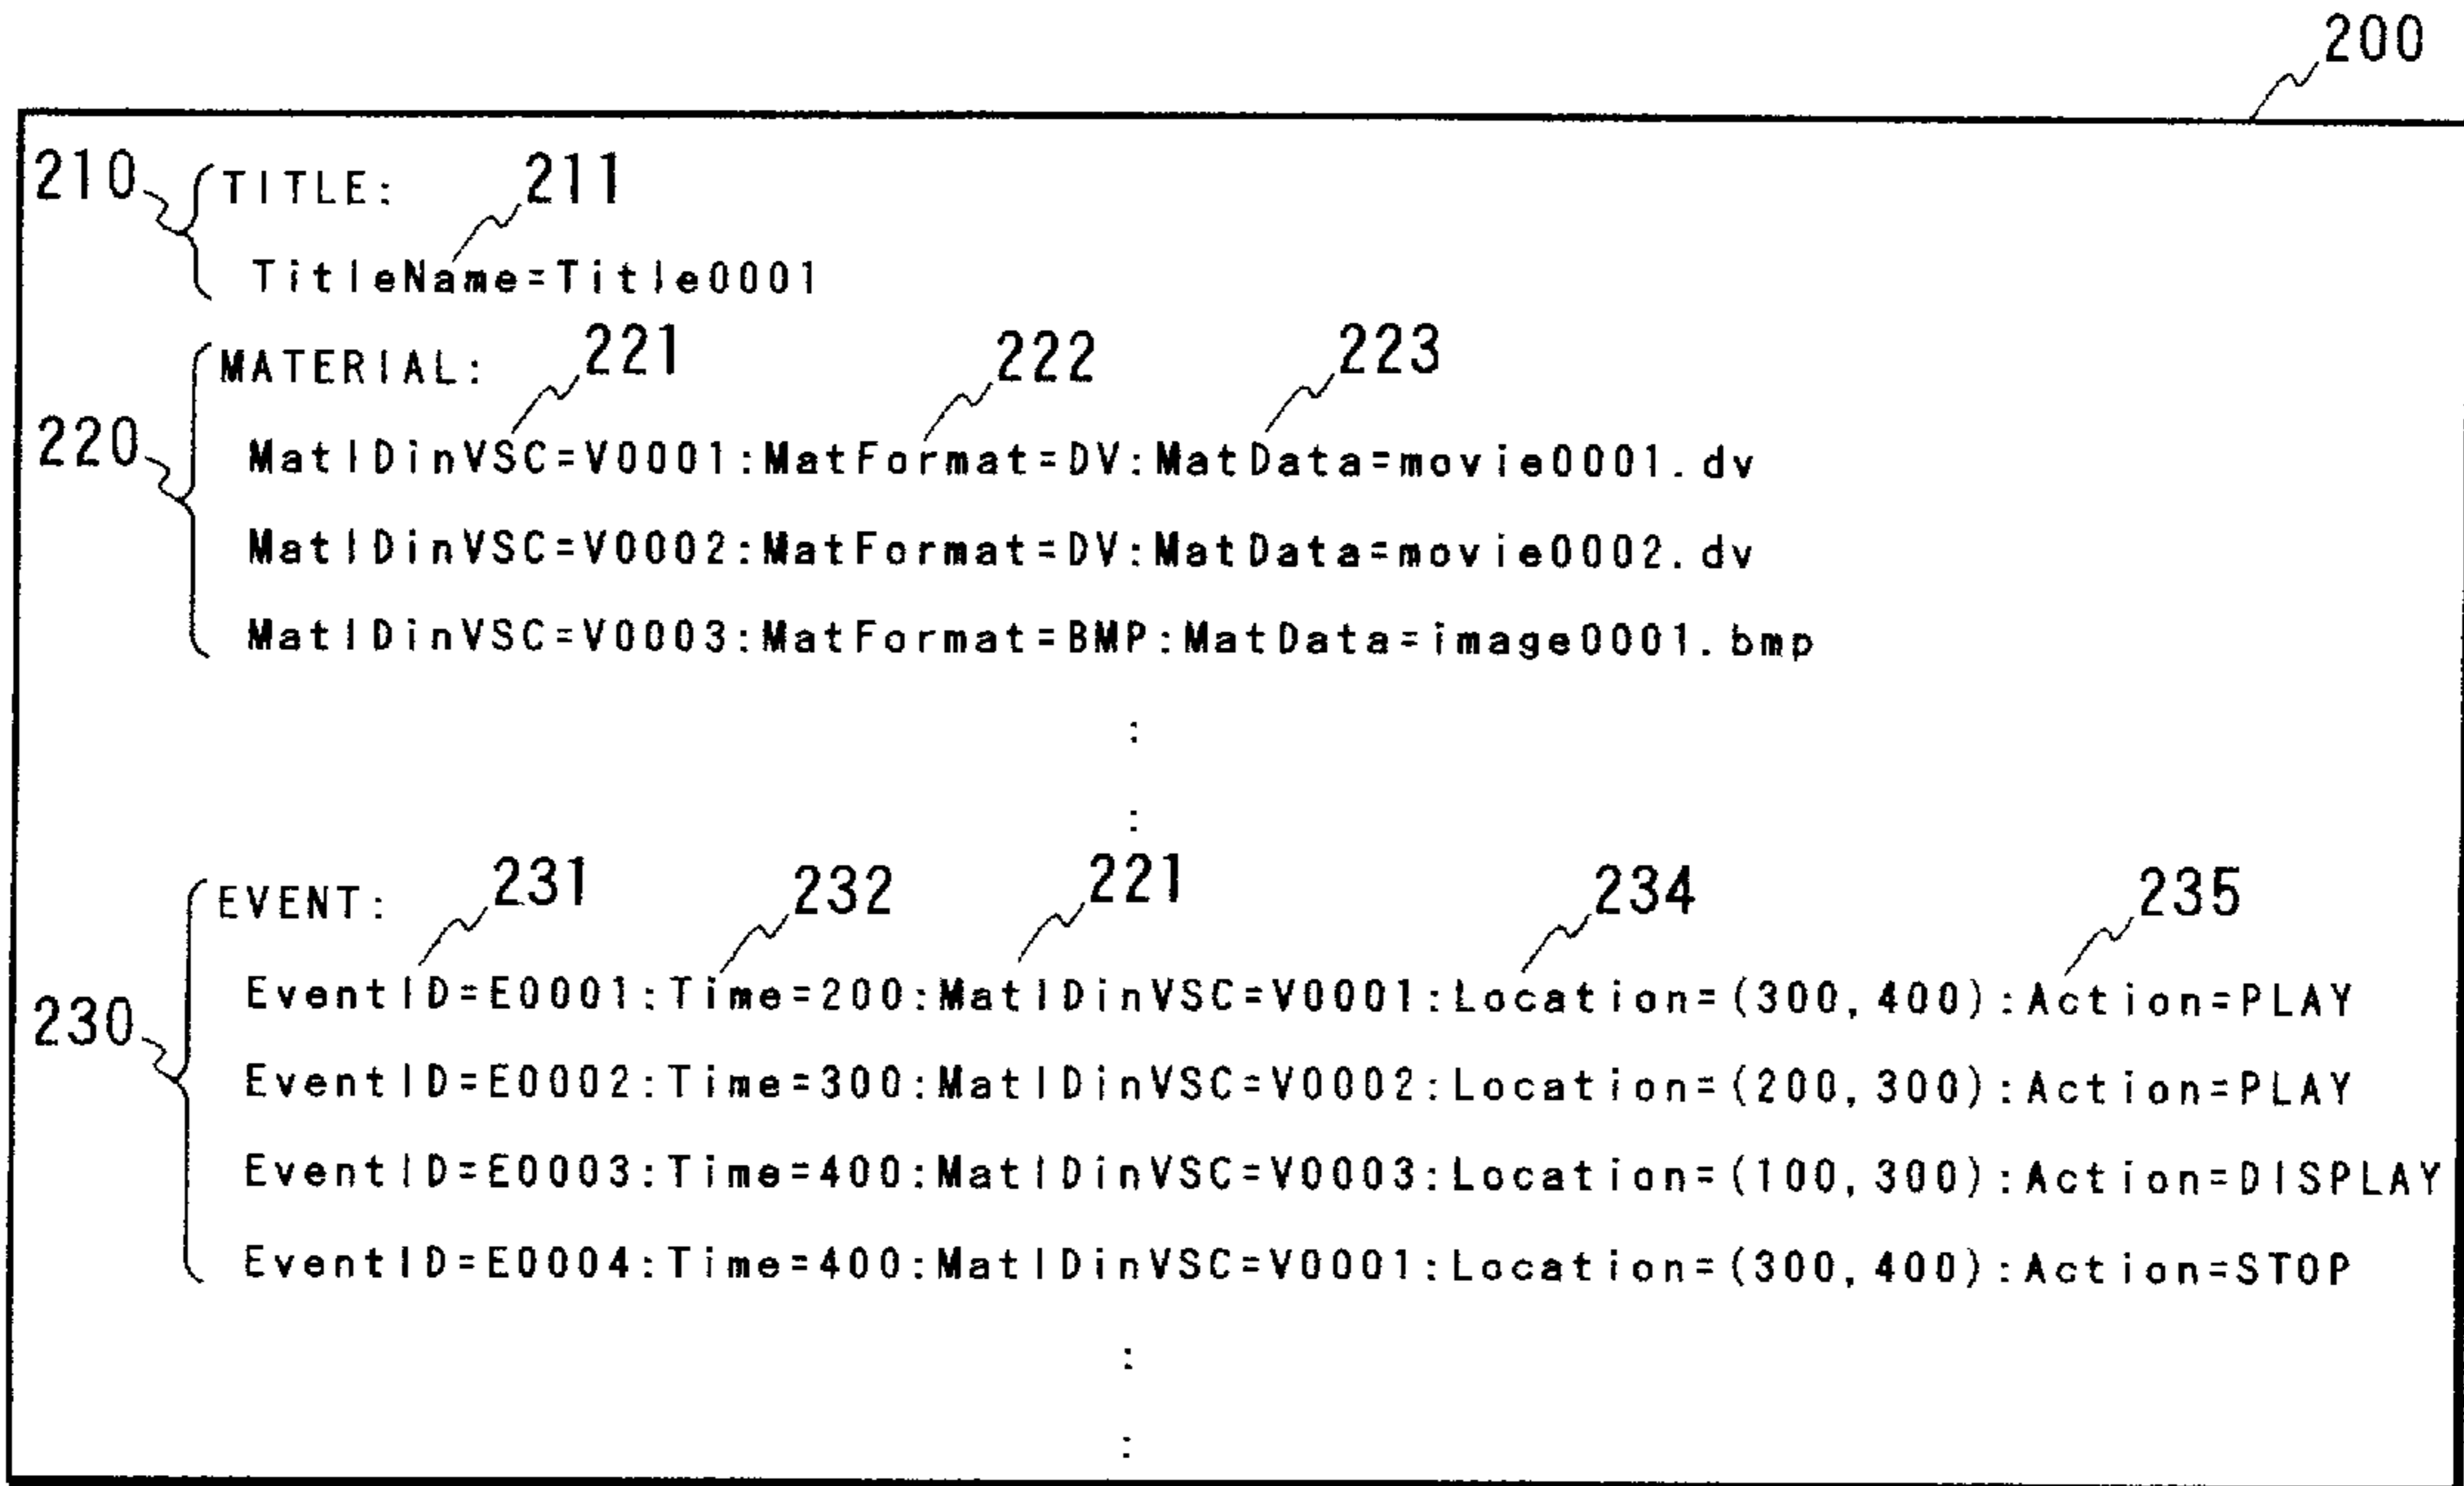 200
210 TITLE: 211
TitleName=Title0001
MATERIAL: 221 222 223
220
MatIDinVSC=V0001:MatFormat=DV:MatData=movie0001.dv
MatIDinVSC=V0002:MatFormat=DV:MatData=movie0002.dv
MatIDinVSC=V0003:MatFormat=BMP:MatData=image0001.bmp
:
:
EVENT: 231 232 221 234 235
EventID=E0001:Time=200:MatIDinVSC=V0001:Location=(300,400):Action=PLAY
230
EventID=E0002:Time=300:MatIDinVSC=V0002:Location=(200,300):Action=PLAY
EventID=E0003:Time=400:MatIDinVSC=V0003:Location=(100,300):Action=DISPLAY
EventID=E0004:Time=400:MatIDinVSC=V0001:Location=(300,400):Action=STOP
:
: